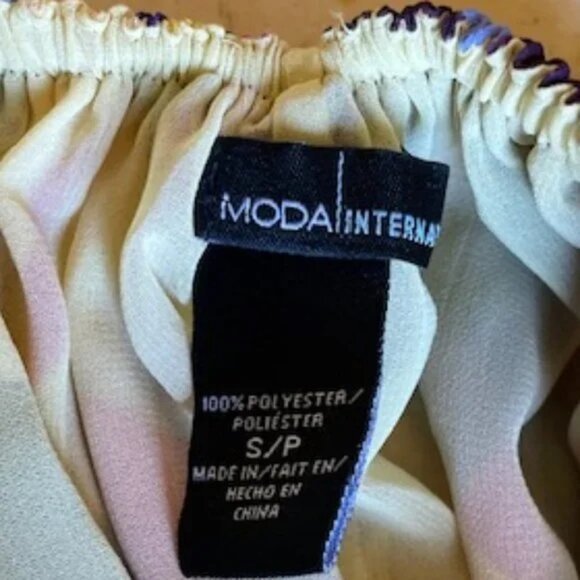 MODA INTERNA
100% POLYESTER/
POLIÉSTER
S/P
MADE IN/FAIT EN/
HECHO EN
CHINA